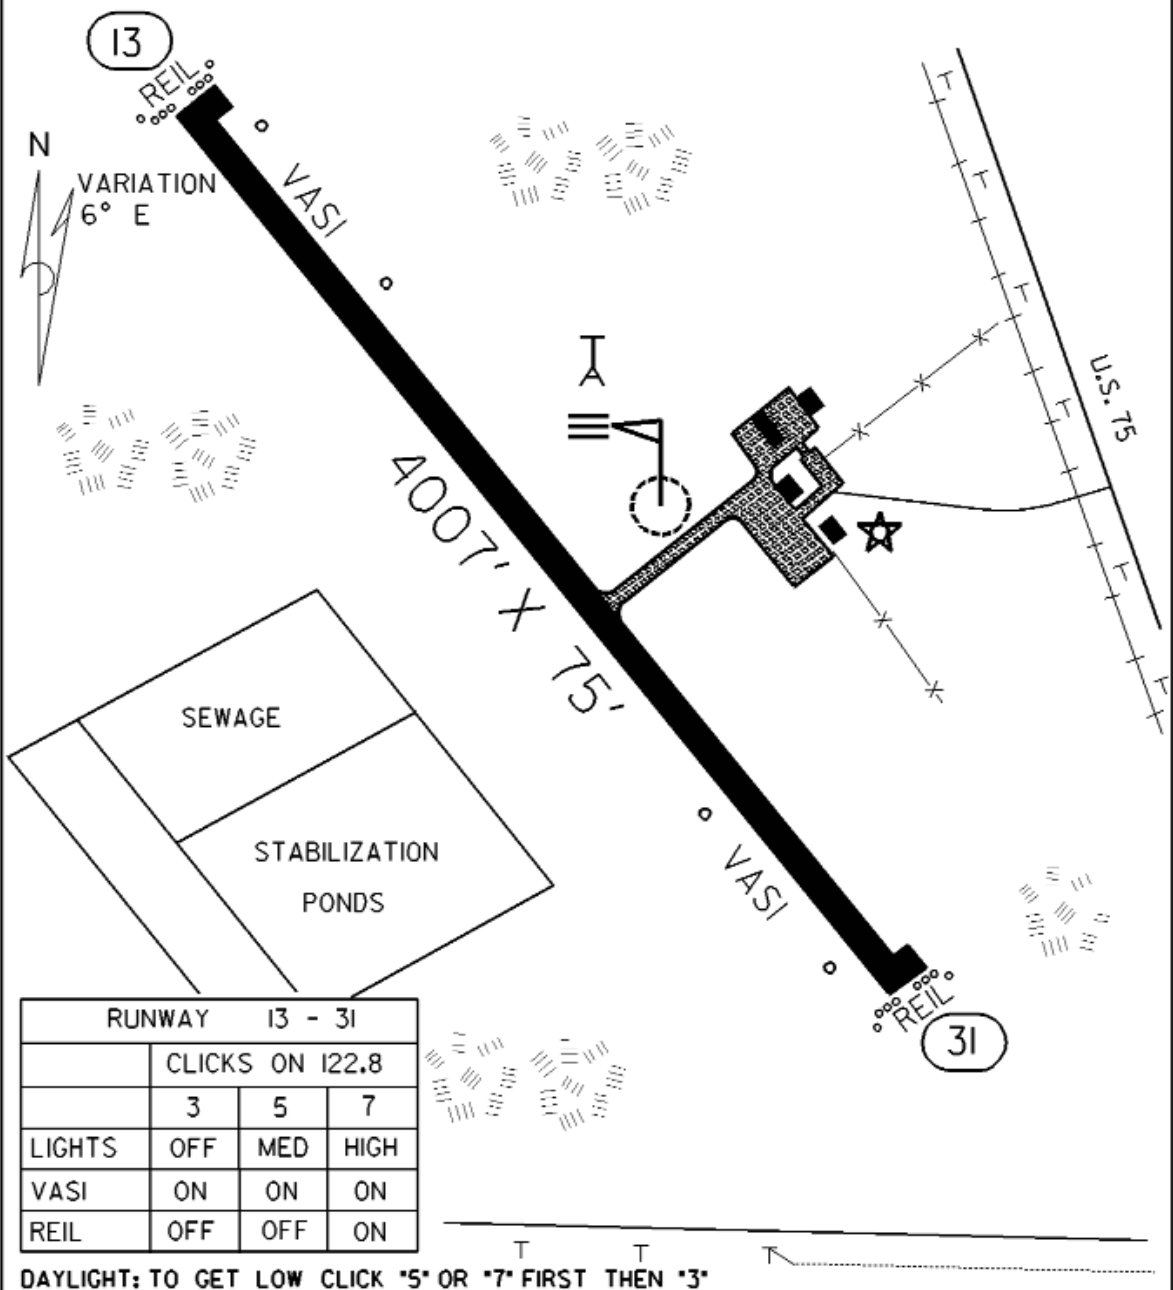 13
REIL
N
VARIATION
6° E
VASI
U.S. 75
4007' X 75'
SEWAGE
STABILIZATION
PONDS
VASI
REIL
31
RUNWAY 13 - 31
CLICKS ON 122.8
3 5 7
LIGHTS OFF MED HIGH
VASI ON ON ON
REIL OFF OFF ON
DAYLIGHT: TO GET LOW CLICK "5" OR "7" FIRST THEN "3"